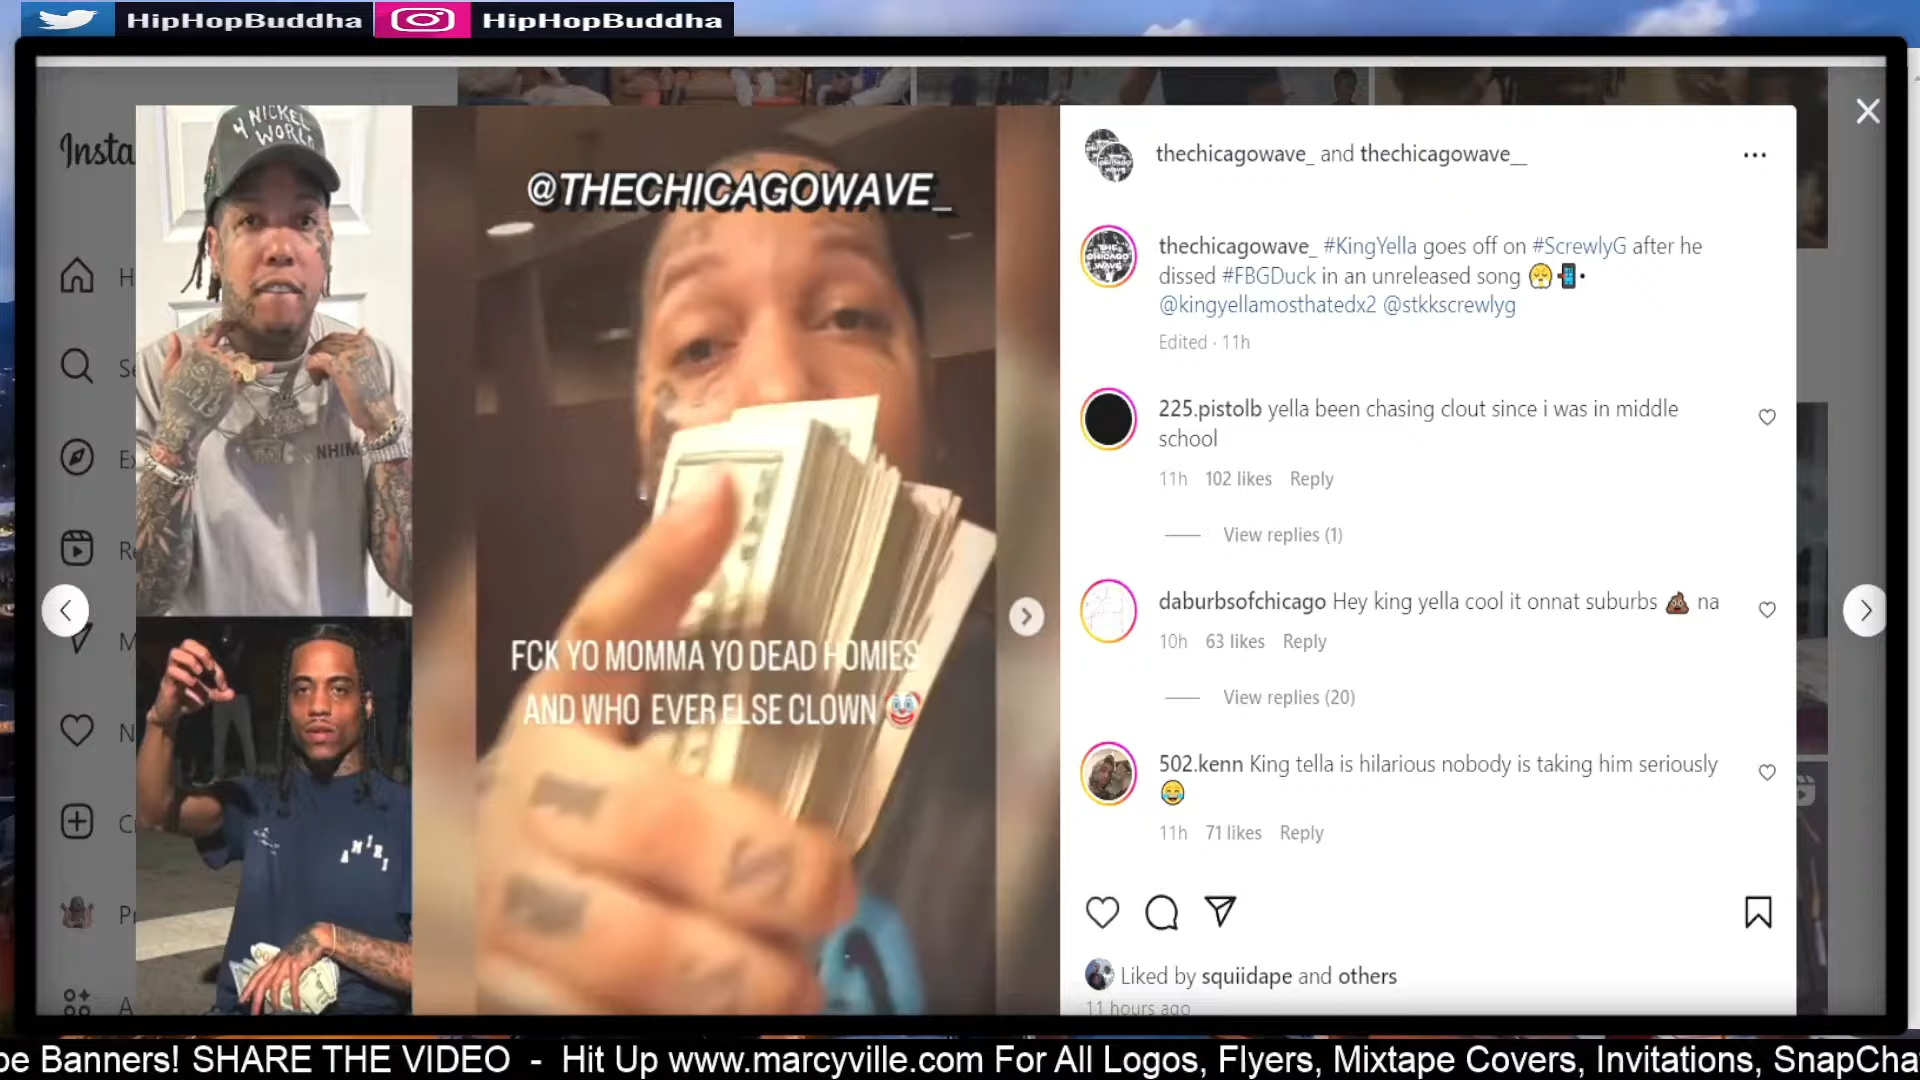 HipHopBuddha HipHopBuddha
Insta
4 NICKEL
WORLD
NHIM
AMIRI
@THECHICAGOWAVE_
FCK YO MOMMA YO DEAD HOMIES
AND WHO EVER ELSE CLOWN 🤡
thechicagowave_ and thechicagowave__
thechicagowave_ #KingYella goes off on #ScrewlyG after he
dissed #FBGDuck in an unreleased song 😤📲•
@kingyellamosthatedx2 @stkkscrewlyg
Edited · 11h
225.pistolb yella been chasing clout since i was in middle
school
11h 102 likes Reply
View replies (1)
daburbsofchicago Hey king yella cool it onnat suburbs 💩 na
10h 63 likes Reply
View replies (20)
502.kenn King tella is hilarious nobody is taking him seriously
😂
11h 71 likes Reply
Liked by squiidape and others
11 hours ago
pe Banners! SHARE THE VIDEO - Hit Up www.marcyville.com For All Logos, Flyers, Mixtape Covers, Invitations, SnapCha